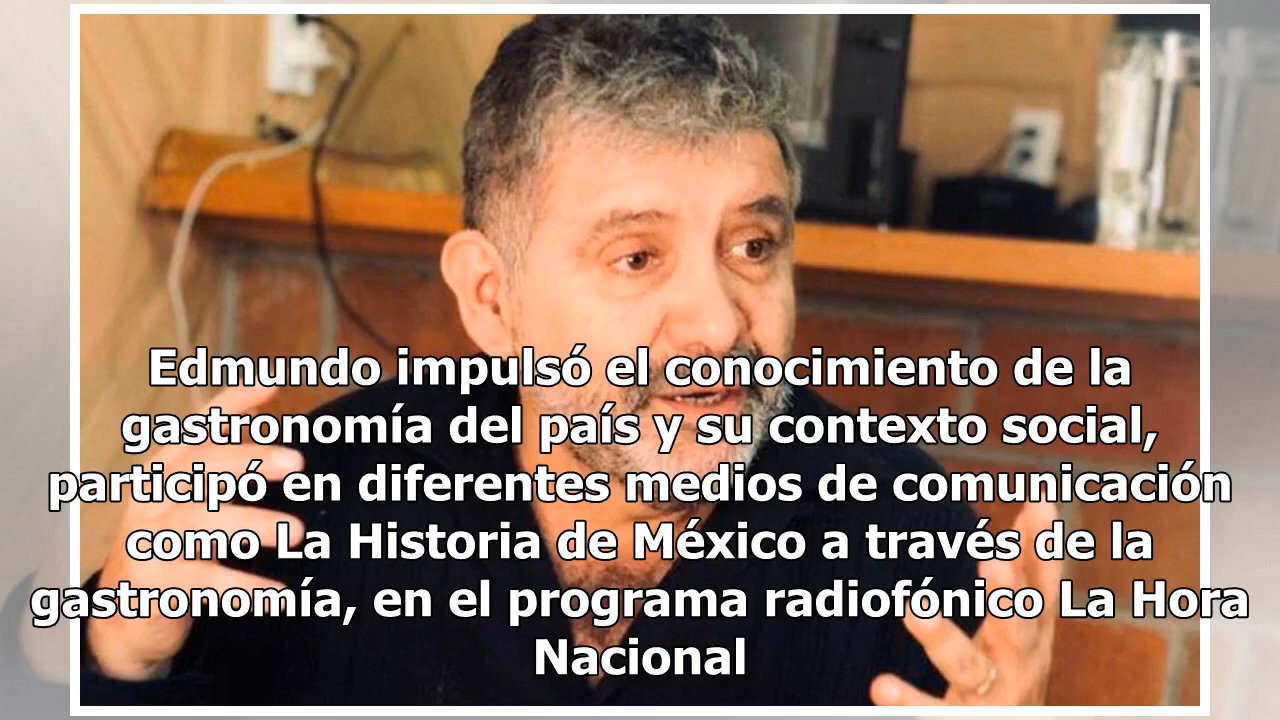 Edmundo impulsó el conocimiento de la
gastronomía del país y su contexto social,
participó en diferentes medios de comunicación
como La Historia de México a través de la
gastronomía, en el programa radiofónico La Hora
Nacional